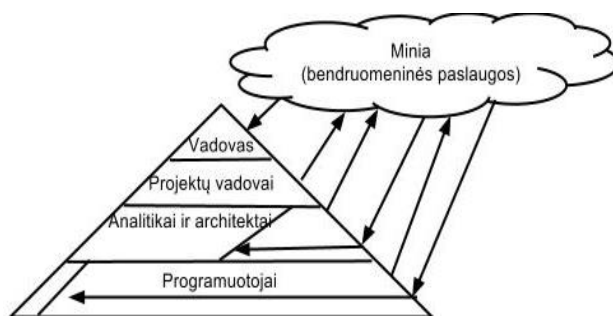 Minia
(bendruomeninės paslaugos)
Vadovas
Projektų vadovai
Analitikai ir architektai
Programuotojai